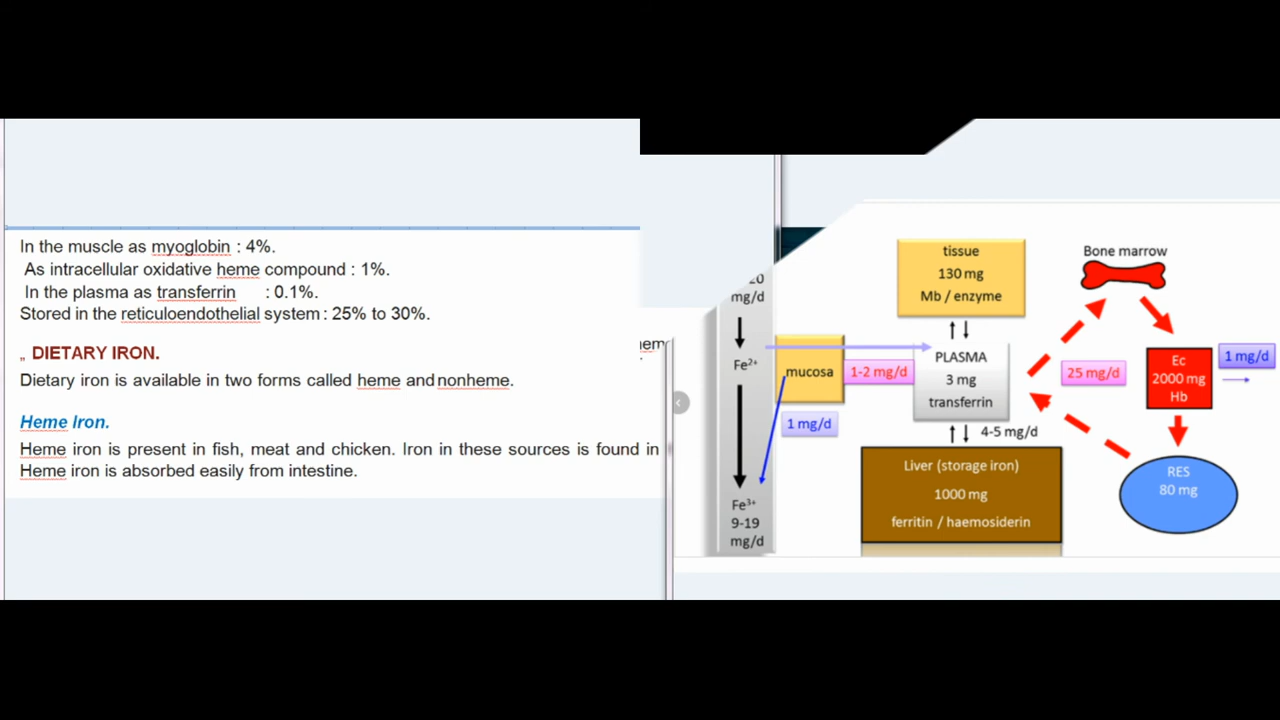 In the muscle as myoglobin : 4%.
As intracellular oxidative heme compound : 1%.
In the plasma as transferrin : 0.1%.
Stored in the reticuloendothelial system : 25% to 30%.
„ DIETARY IRON.
Dietary iron is available in two forms called heme and nonheme.
Heme Iron.
Heme iron is present in fish, meat and chicken. Iron in these sources is found in
Heme iron is absorbed easily from intestine.
mg/d
Fe²⁺
Fe³⁺
9-19
mg/d
mucosa
1 mg/d
1-2 mg/d
tissue
130 mg
Mb / enzyme
PLASMA
3 mg
transferrin
4-5 mg/d
Liver (storage iron)
1000 mg
ferritin / haemosiderin
Bone marrow
25 mg/d
Ec
2000 mg
Hb
1 mg/d
RES
80 mg